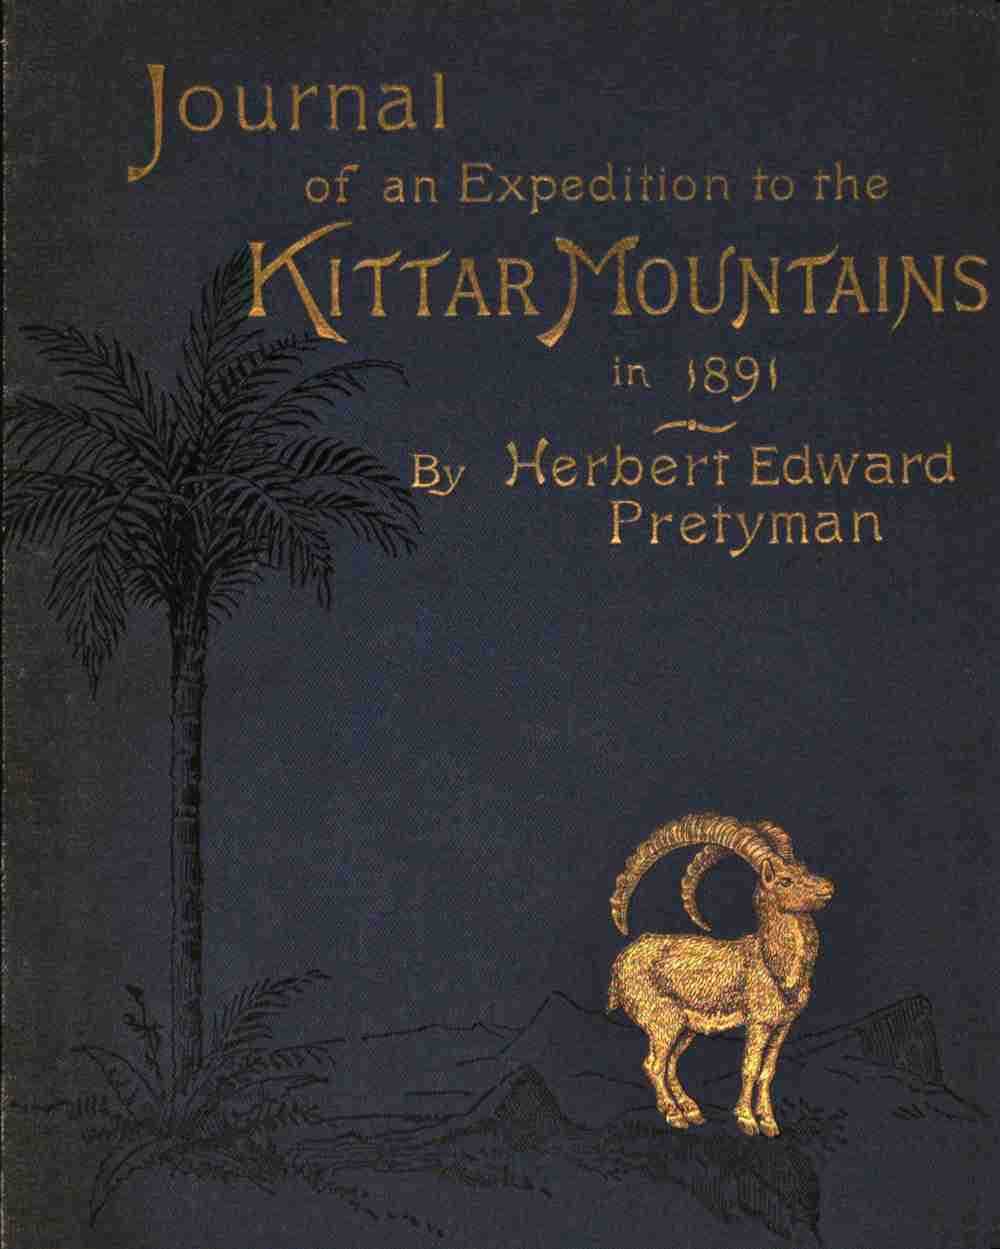 Journal
of an Expedition to the
KITTAR MOUNTAINS
in 1891
By Herbert Edward
Pretyman